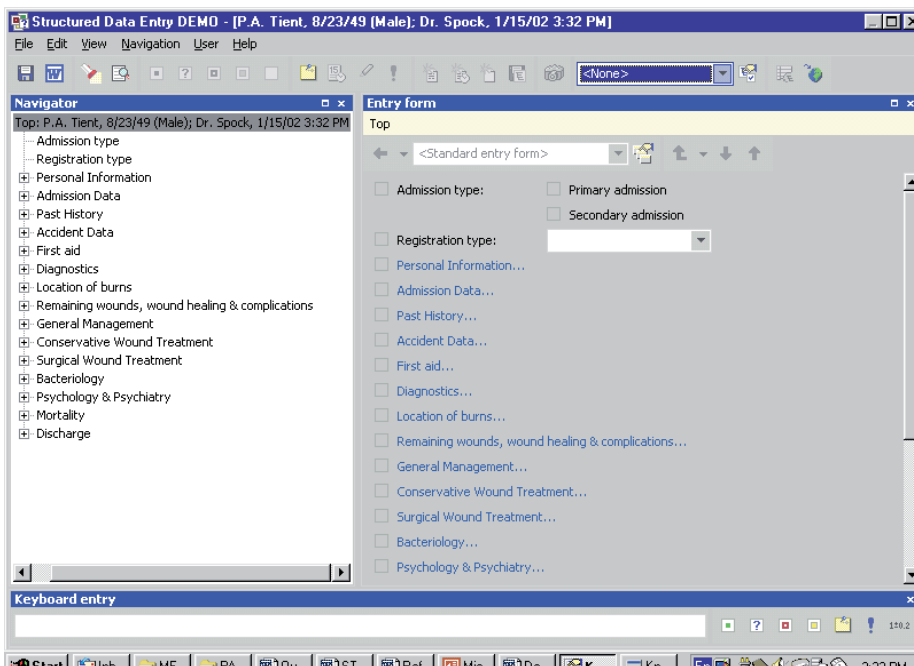 Structured Data Entry DEMO - [P.A. Tient, 8/23/49 (Male); Dr. Spock, 1/15/02 3:32 PM]
File Edit View Navigation User Help
<None>
Navigator
Top: P.A. Tient, 8/23/49 (Male); Dr. Spock, 1/15/02 3:32 PM
Admission type
Registration type
Personal Information
Admission Data
Past History
Accident Data
First aid
Diagnostics
Location of burns
Remaining wounds, wound healing & complications
General Management
Conservative Wound Treatment
Surgical Wound Treatment
Bacteriology
Psychology & Psychiatry
Mortality
Discharge
Entry form
Top
<Standard entry form>
Admission type: Primary admission
Secondary admission
Registration type:
Personal Information...
Admission Data...
Past History...
Accident Data...
First aid...
Diagnostics...
Location of burns...
Remaining wounds, wound healing & complications...
General Management...
Conservative Wound Treatment...
Surgical Wound Treatment...
Bacteriology...
Psychology & Psychiatry...
Keyboard entry
Start